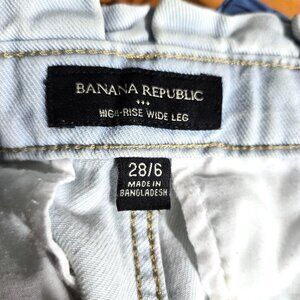 BANANA REPUBLIC
HIGH-RISE WIDE LEG
28/6
MADE IN
BANGLADESH